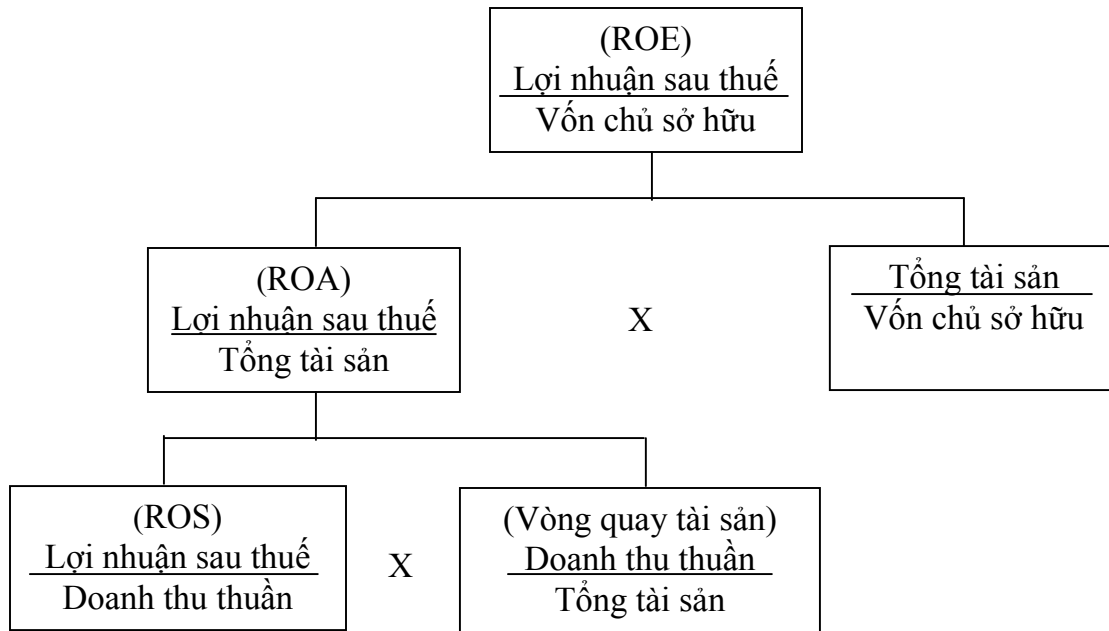 (ROE)
Lợi nhuận sau thuế
Vốn chủ sở hữu
(ROA)
Lợi nhuận sau thuế
Tổng tài sản
X
Tổng tài sản
Vốn chủ sở hữu
(ROS)
Lợi nhuận sau thuế
Doanh thu thuần
X
(Vòng quay tài sản)
Doanh thu thuần
Tổng tài sản